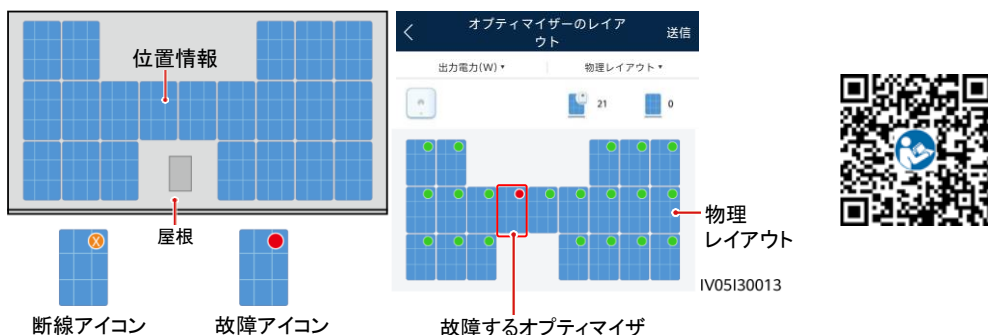 位置情報
屋根
断線アイコン
故障アイコン
オプティマイザーのレイア
ウト
送信
出力電力(W)
物理レイアウト
21
0
物理
レイアウト
IV05I30013
故障するオプティマイザ